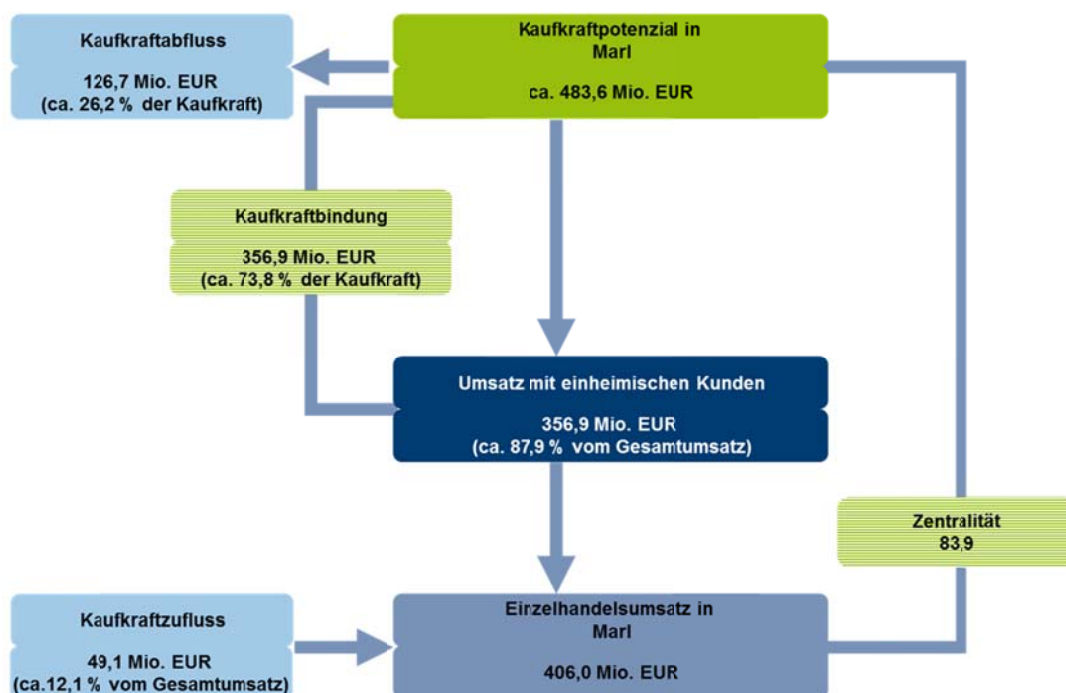 Kaufkraftabfluss
126,7 Mio. EUR
(ca. 26,2 % der Kaufkraft)
Kaufkraftpotenzial in
Marl
ca. 483,6 Mio. EUR
Kaufkraftbindung
356,9 Mio. EUR
(ca. 73,8 % der Kaufkraft)
Umsatz mit einheimischen Kunden
356,9 Mio. EUR
(ca. 87,9 % vom Gesamtumsatz)
Zentralität
83,9
Kaufkraftzufluss
49,1 Mio. EUR
(ca.12,1 % vom Gesamtumsatz)
Einzelhandelsumsatz in
Marl
406,0 Mio. EUR